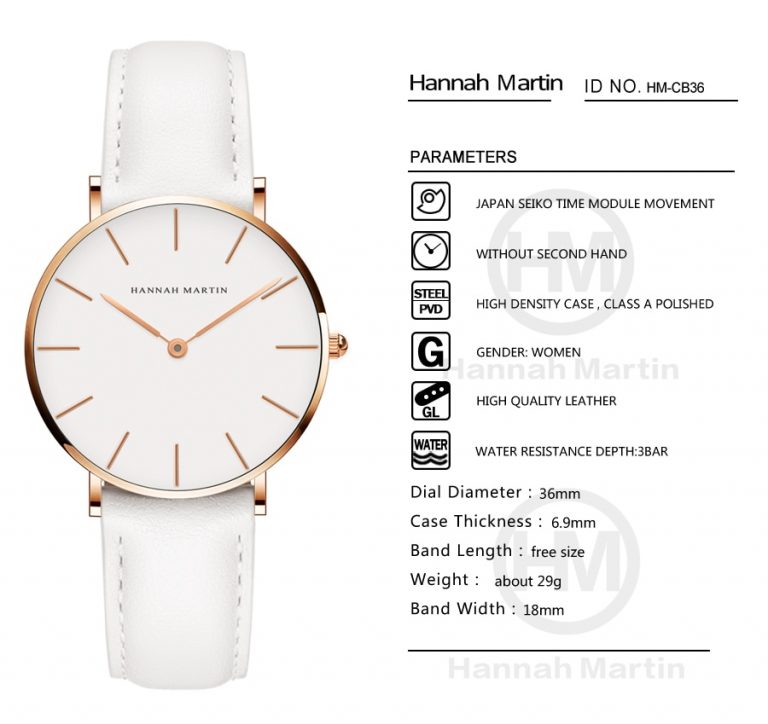 HANNAH MARTIN
Hannah Martin ID NO. HM-CB36
PARAMETERS
JAPAN SEIKO TIME MODULE MOVEMENT
WITHOUT SECOND HAND
STEEL
PVD
HIGH DENSITY CASE , CLASS A POLISHED
G
GENDER: WOMEN
GL
HIGH QUALITY LEATHER
WATER
WATER RESISTANCE DEPTH:3BAR
Dial Diameter : 36mm
Case Thickness : 6.9mm
Band Length : free size
Weight : about 29g
Band Width : 18mm
HM
Hannah Martin
HM
Hannah Martin